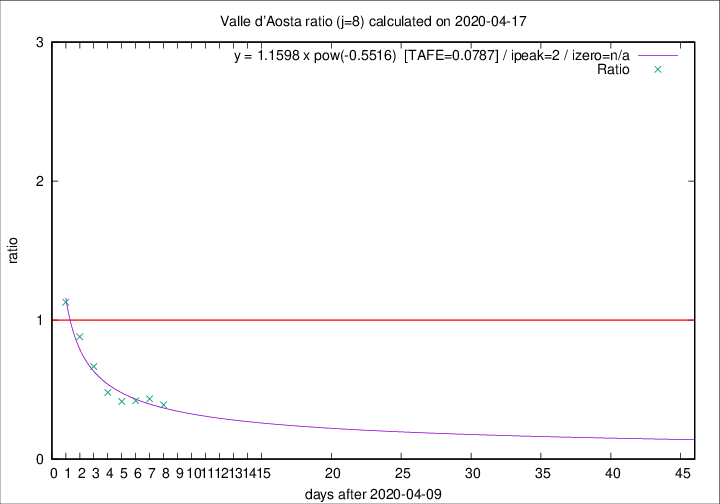 Valle d'Aosta ratio (j=8) calculated on 2020-04-17
y = 1.1598 x pow(-0.5516) [TAFE=0.0787] / ipeak=2 / izero=n/a
Ratio
3
2
1
0
ratio
0 1 2 3 4 5 6 7 8 9 10 11 12 13 14 15 20 25 30 35 40 45
days after 2020-04-09